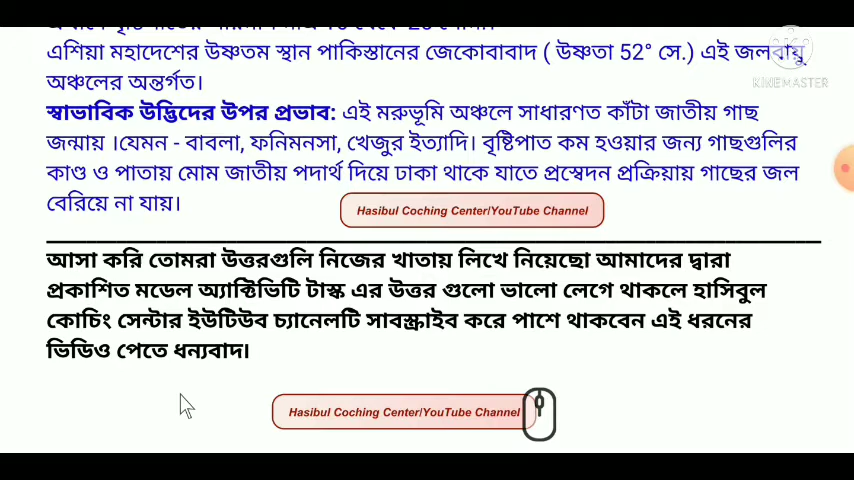 এশিয়া মহাদেশের উষ্ণতম স্থান পাকিস্তানের জেকোবাবাদ ( উষ্ণতা 52° সে.) এই জলবায়ু
অঞ্চলের অন্তর্গত।
KINEMASTER
স্বাভাবিক উদ্ভিদের উপর প্রভাব: এই মরুভূমি অঞ্চলে সাধারণত কাঁটা জাতীয় গাছ
জন্মায় ।যেমন - বাবলা, ফনিমনসা, খেজুর ইত্যাদি। বৃষ্টিপাত কম হওয়ার জন্য গাছগুলির
কাণ্ড ও পাতায় মোম জাতীয় পদার্থ দিয়ে ঢাকা থাকে যাতে প্রস্বেদন প্রক্রিয়ায় গাছের জল
বেরিয়ে না যায়।
Hasibul Coching Center/YouTube Channel
আসা করি তোমরা উত্তরগুলি নিজের খাতায় লিখে নিয়েছো আমাদের দ্বারা
প্রকাশিত মডেল অ্যাক্টিভিটি টাস্ক এর উত্তর গুলো ভালো লেগে থাকলে হাসিবুল
কোচিং সেন্টার ইউটিউব চ্যানেলটি সাবস্ক্রাইব করে পাশে থাকবেন এই ধরনের
ভিডিও পেতে ধন্যবাদ।
Hasibul Coching Center/YouTube Channel